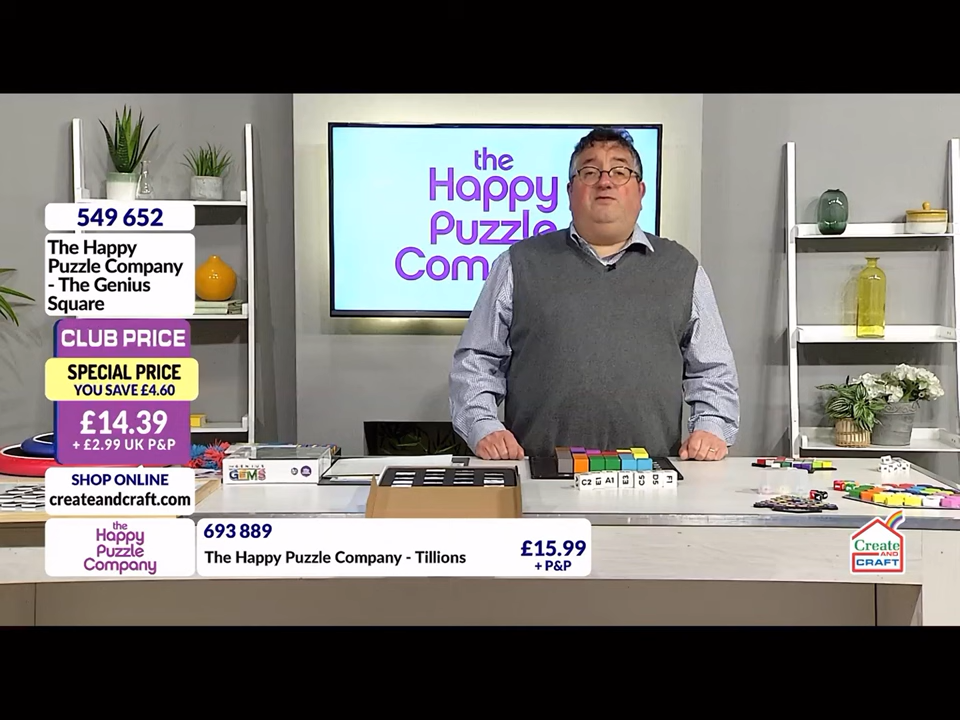 the
Happy
Puzzle
Com
549 652
The Happy
Puzzle Company
- The Genius
Square
CLUB PRICE
SPECIAL PRICE
YOU SAVE £4.60
£14.39
+ £2.99 UK P&P
SHOP ONLINE
createandcraft.com
GENIUS
GEMS
C2 E1 A1 E3
D5 F1
the
Happy
Puzzle
Company
693 889
The Happy Puzzle Company - Tillions
£15.99
+ P&P
Create
AND
CRAFT